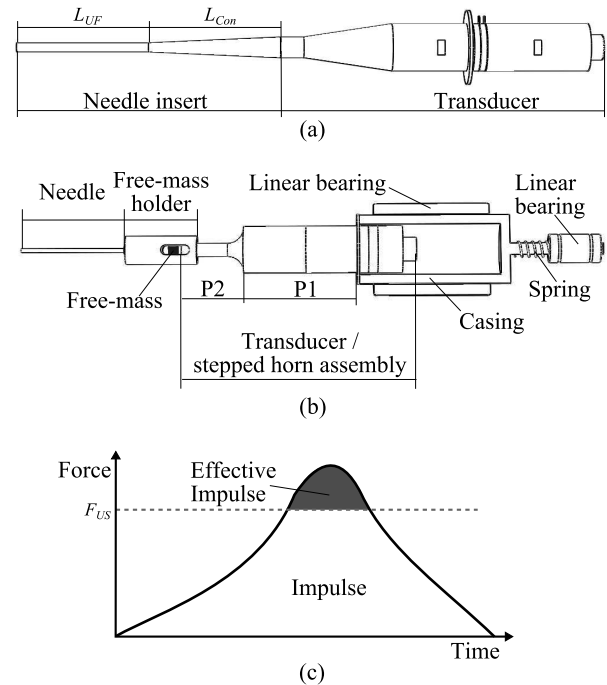 L_UF
L_Con
Needle insert
Transducer
(a)
Needle
Free-mass
holder
Linear bearing
Linear
bearing
Free-mass
P2
P1
Spring
Casing
Transducer /
stepped horn assembly
(b)
Force
Effective
Impulse
F_US
Impulse
Time
(c)